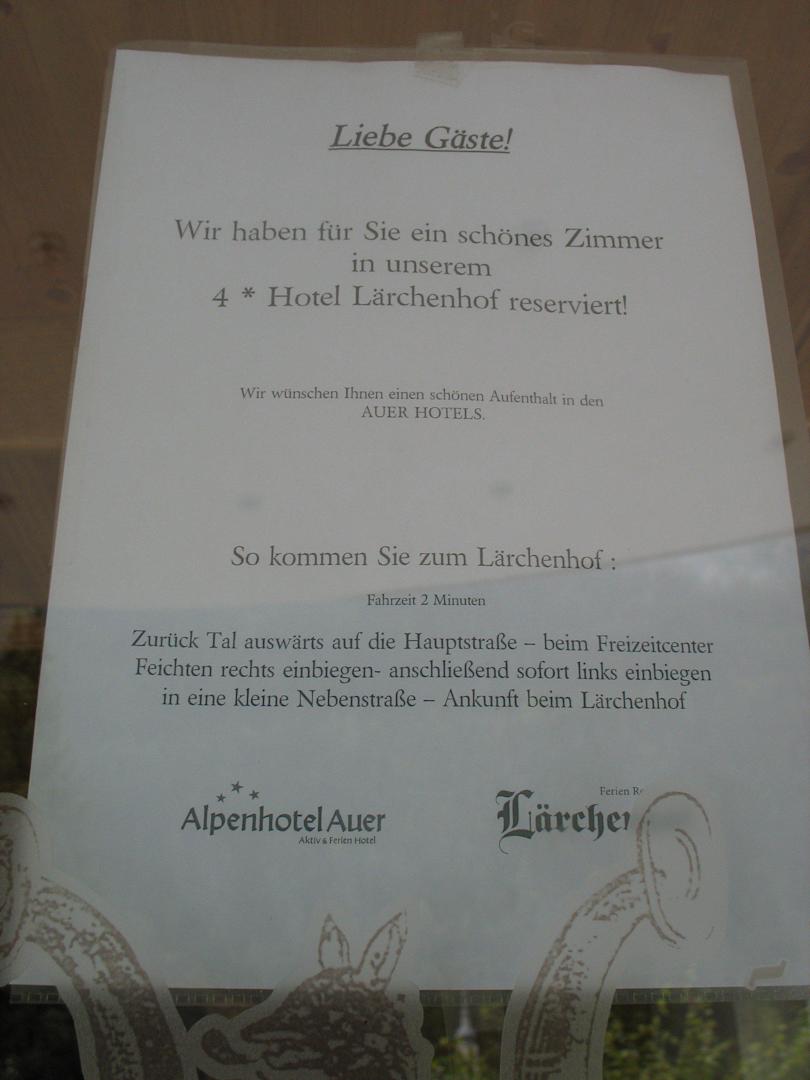 Liebe Gäste!
Wir haben für Sie ein schönes Zimmer
in unserem
4 * Hotel Lärchenhof reserviert!
Wir wünschen Ihnen einen schönen Aufenthalt in den
AUER HOTELS.
So kommen Sie zum Lärchenhof :
Fahrzeit 2 Minuten
Zurück Tal auswärts auf die Hauptstraße – beim Freizeitcenter
Feichten rechts einbiegen- anschließend sofort links einbiegen
in eine kleine Nebenstraße – Ankunft beim Lärchenhof
Alpenhotel Auer
Aktiv & Ferien Hotel
Ferien